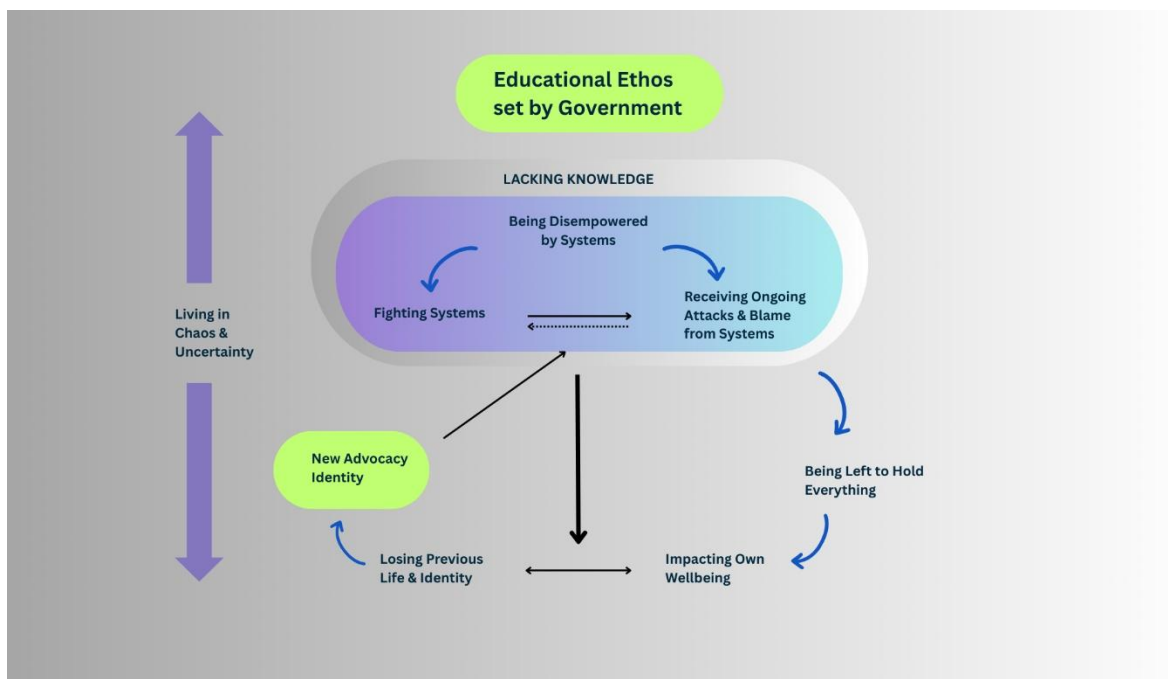 Educational Ethos
set by Government
LACKING KNOWLEDGE
Being Disempowered
by Systems
Fighting Systems
Receiving Ongoing
Attacks & Blame
from Systems
Living in
Chaos &
Uncertainty
New Advocacy
Identity
Being Left to Hold
Everything
Losing Previous
Life & Identity
Impacting Own
Wellbeing